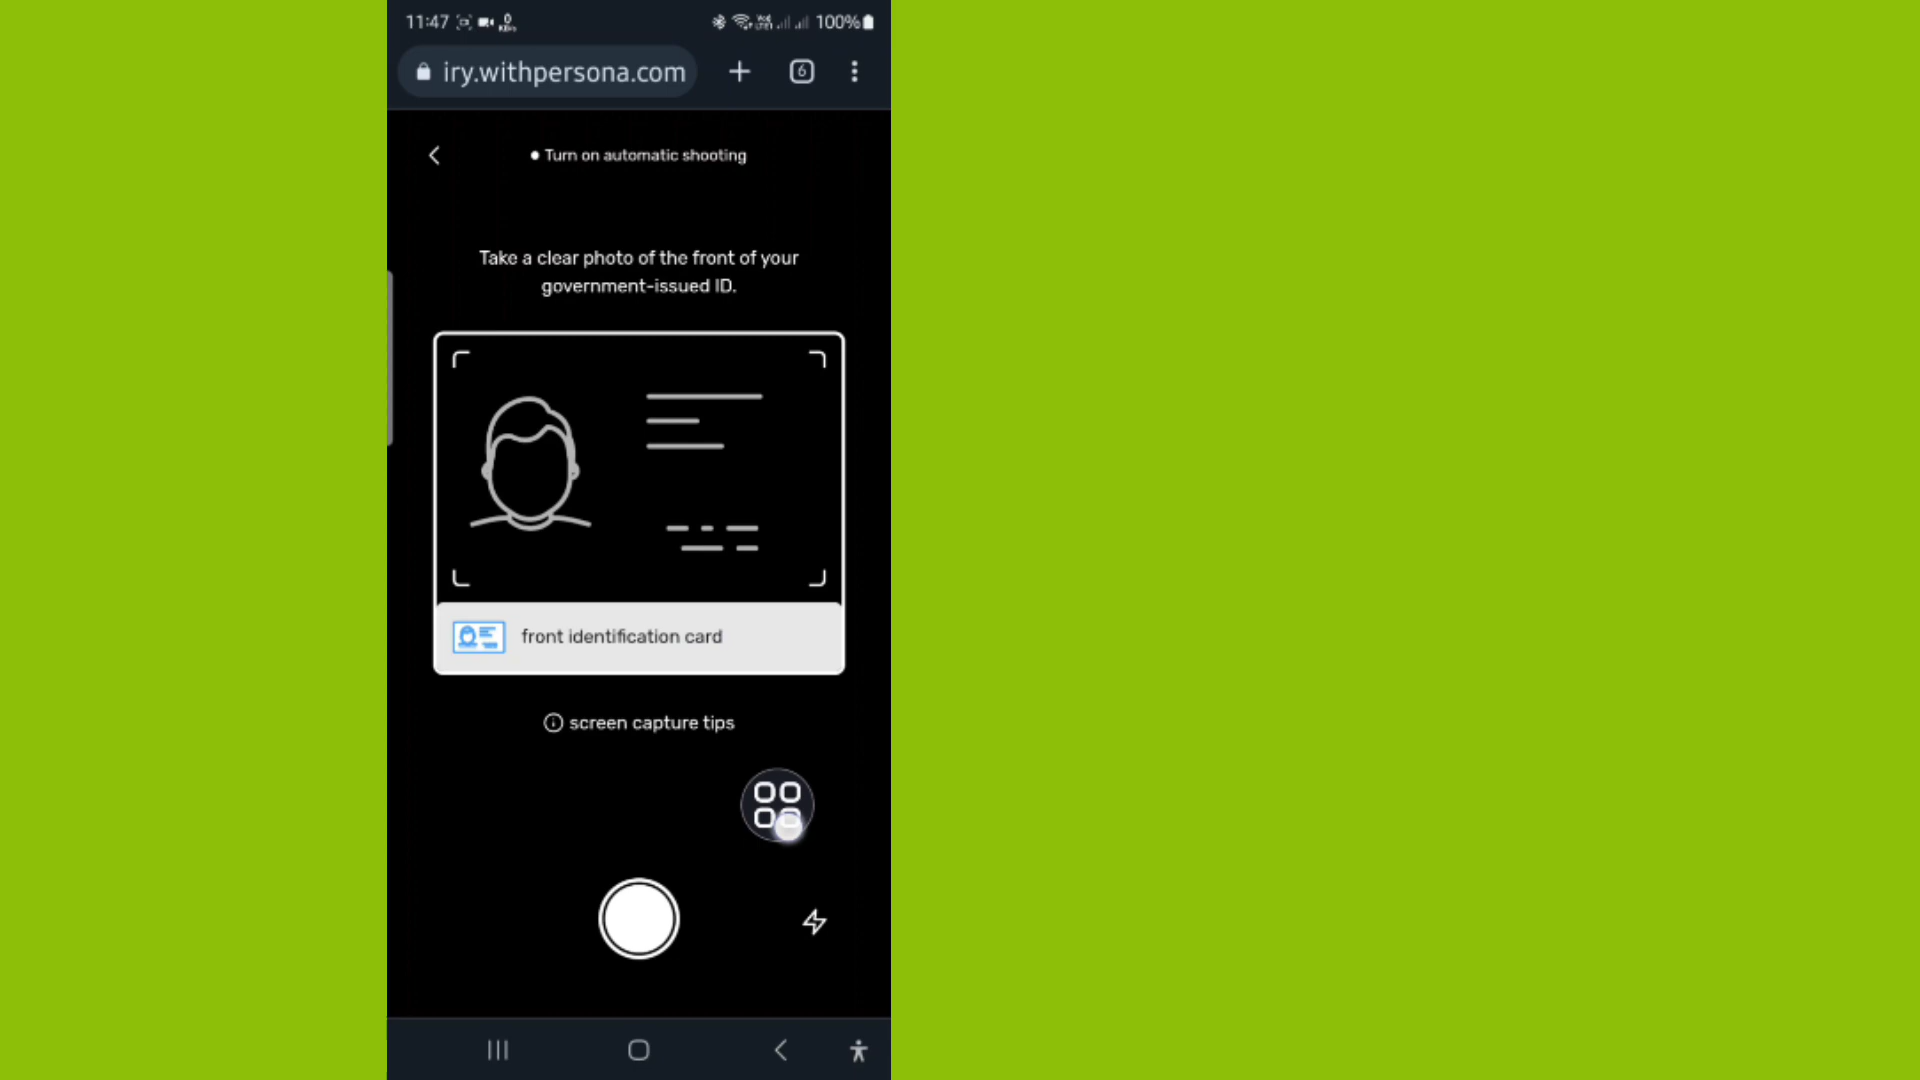 11:47
100%
iry.withpersona.com
6
Turn on automatic shooting
Take a clear photo of the front of your
government-issued ID.
front identification card
screen capture tips